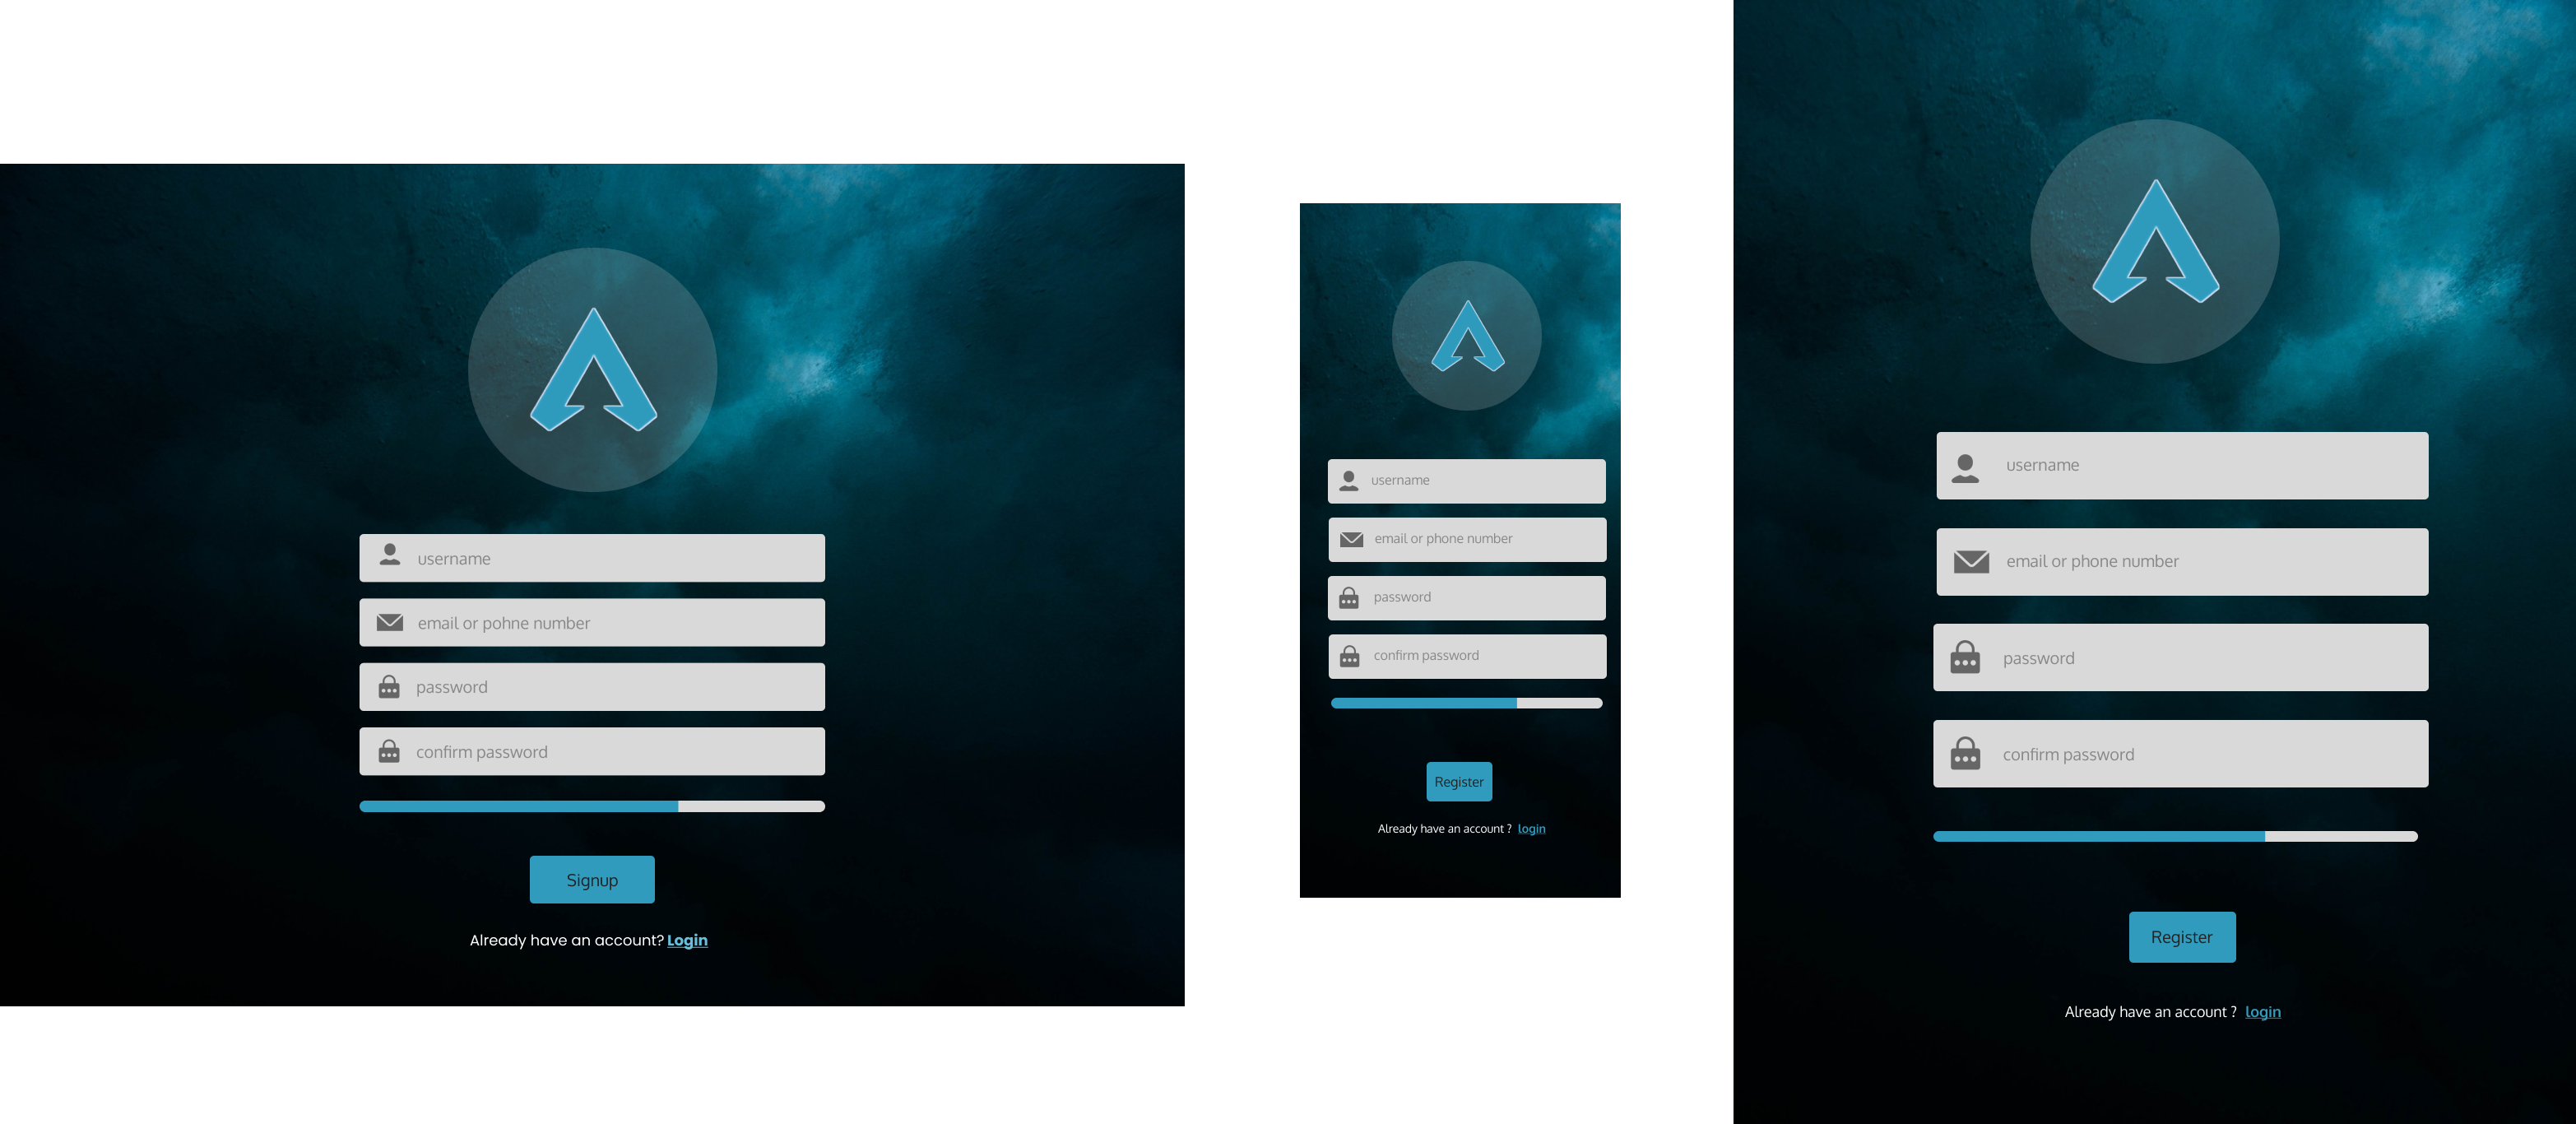 username
email or pohne number
password
confirm password
Signup
Already have an account? Login
username
email or phone number
password
confirm password
Register
Already have an account ? login
username
email or phone number
password
confirm password
Register
Already have an account ? login